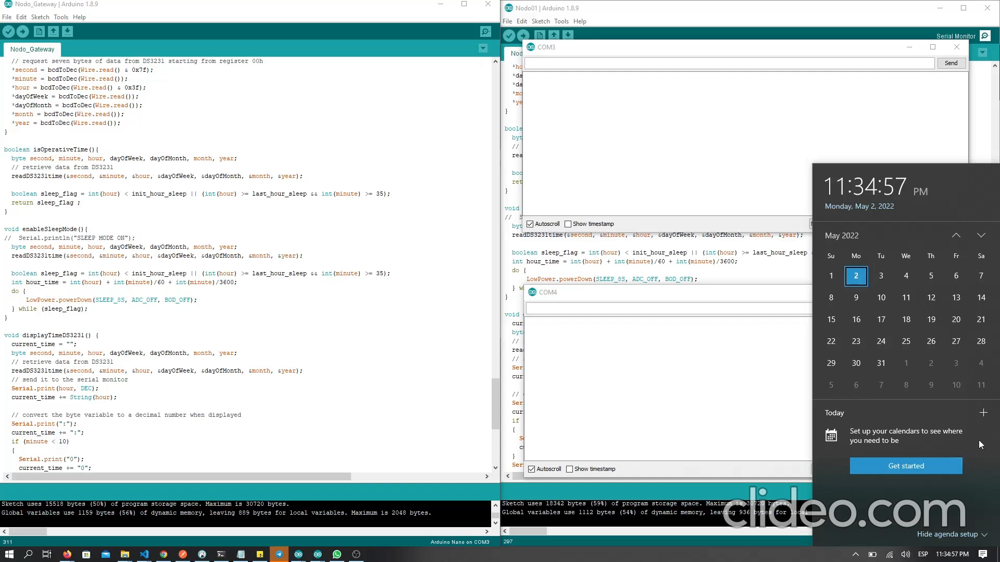 Nodo_Gateway | Arduino 1.8.9
File Edit Sketch Tools Help
Nodo_Gateway
// request seven bytes of data from DS3231 starting from register 00h
*second = bcdToDec(Wire.read() & 0x7f);
*minute = bcdToDec(Wire.read());
*hour = bcdToDec(Wire.read() & 0x3f);
*dayOfWeek = bcdToDec(Wire.read());
*dayOfMonth = bcdToDec(Wire.read());
*month = bcdToDec(Wire.read());
*year = bcdToDec(Wire.read());
}
boolean isOperativeTime(){
byte second, minute, hour, dayOfWeek, dayOfMonth, month, year;
// retrieve data from DS3231
readDS3231time(&second, &minute, &hour, &dayOfWeek, &dayOfMonth, &month, &year);
boolean sleep_flag = int(hour) < init_hour_sleep || (int(hour) >= last_hour_sleep && int(minute) >= 35);
return sleep_flag ;
}
void enableSleepMode(){
// Serial.println("SLEEP MODE ON");
byte second, minute, hour, dayOfWeek, dayOfMonth, month, year;
readDS3231time(&second, &minute, &hour, &dayOfWeek, &dayOfMonth, &month, &year);
boolean sleep_flag = int(hour) < init_hour_sleep || (int(hour) >= last_hour_sleep && int(minute) >= 35);
int hour_time = int(hour) + int(minute)/60 + int(minute)/3600;
do {
LowPower.powerDown(SLEEP_8S, ADC_OFF, BOD_OFF);
} while (sleep_flag);
}
void displayTimeDS3231() {
current_time = "";
byte second, minute, hour, dayOfWeek, dayOfMonth, month, year;
// retrieve data from DS3231
readDS3231time(&second, &minute, &hour, &dayOfWeek, &dayOfMonth, &month, &year);
// send it to the serial monitor
Serial.print(hour, DEC);
current_time += String(hour);
// convert the byte variable to a decimal number when displayed
Serial.print(":");
current_time += ":";
if (minute < 10)
{
Serial.print("0");
current_time += "0";
Sketch uses 15518 bytes (50%) of program storage space. Maximum is 30720 bytes.
Global variables use 1159 bytes (56%) of dynamic memory, leaving 889 bytes for local variables. Maximum is 2048 bytes.
311
Arduino Nano on COM3
Nodo01 | Arduino 1.8.9
File Edit Sketch Tools Help
Serial Monitor
Nod
COM3
Send
*ho
*da
*da
*mo
*ye
}
boole
byt
//
rea
boo
ret
}
void
// S
byt
Autoscroll Show timestamp
readDS3231time(&second, &minute, &hour, &dayOfWeek, &dayOfMonth, &month, &year);
boolean sleep_flag = int(hour) < init_hour_sleep || (int(hour) >= last_hour_sleep &
int hour_time = int(hour) + int(minute)/60 + int(minute)/3600;
do {
LowPower.powerDown(SLEEP_8S, ADC_OFF, BOD_OFF);
} wh
}
COM4
void
cur
byt
//
rea
//
Ser
cur
//
Ser
cur
if
{
S
cu
}
Ser
Autoscroll Show timestamp
Sketch uses 18342 bytes (59%) of program storage space. Maximum is 30720 bytes.
Global variables use 1112 bytes (54%) of dynamic memory, leaving 936 bytes for local
297
11:34:57 PM
Monday, May 2, 2022
May 2022
Su Mo Tu We Th Fr Sa
1 2 3 4 5 6 7
8 9 10 11 12 13 14
15 16 17 18 19 20 21
22 23 24 25 26 27 28
29 30 31 1 2 3 4
5 6 7 8 9 10 11
Today
Set up your calendars to see where
you need to be
Get started
clideo.com
Hide agenda setup
ESP 11:34:57 PM